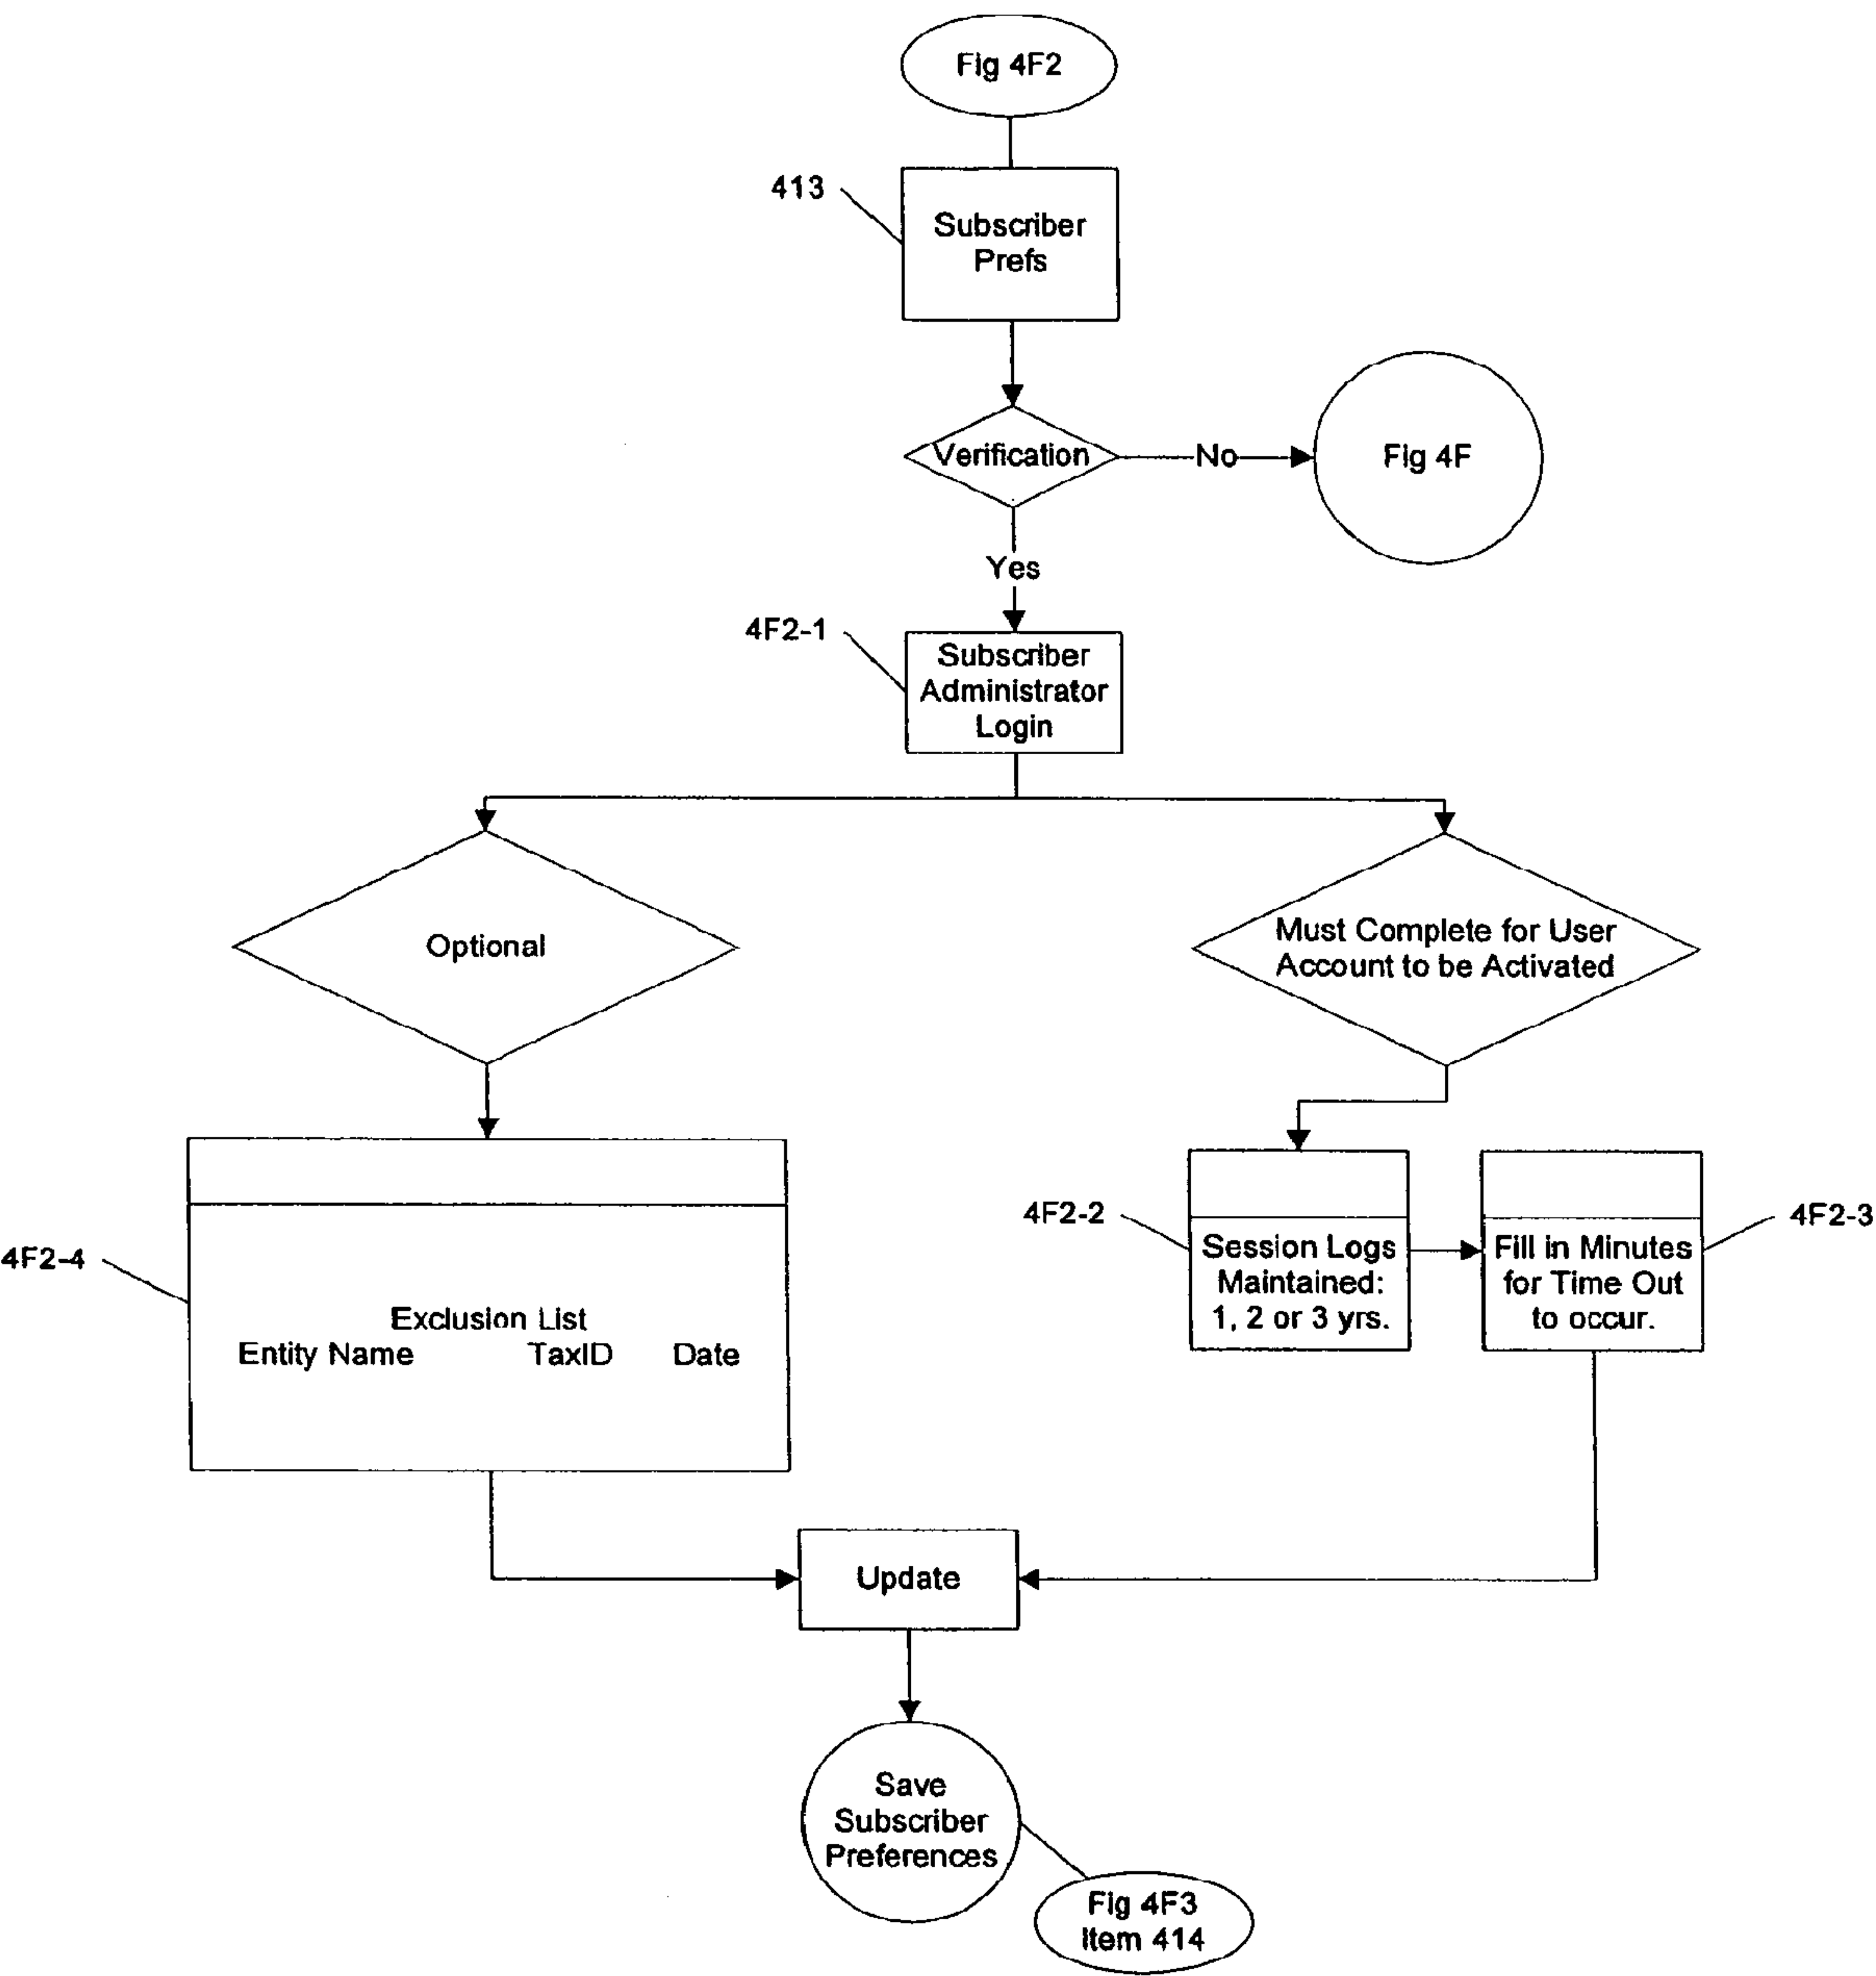 Fig 4F2
413
Subscriber
Prefs
Verification
No
Fig 4F
Yes
4F2-1
Subscriber
Administrator
Login
Optional
Must Complete for User
Account to be Activated
4F2-4
Exclusion List
Entity Name TaxID Date
4F2-2
Session Logs
Maintained:
1, 2 or 3 yrs.
4F2-3
Fill in Minutes
for Time Out
to occur.
Update
Save
Subscriber
Preferences
Fig 4F3
Item 414